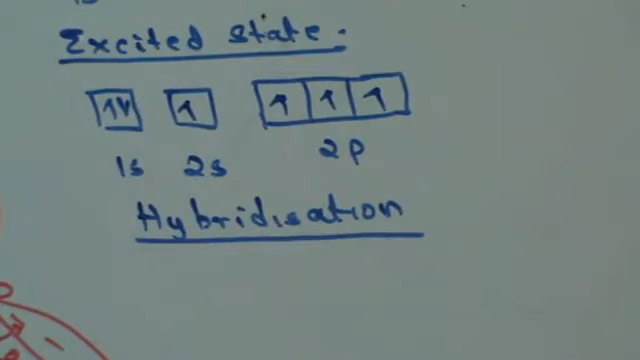 Excited state.
↑↓ ↑ ↑ ↑ ↑
1s 2s 2p
Hybridisation